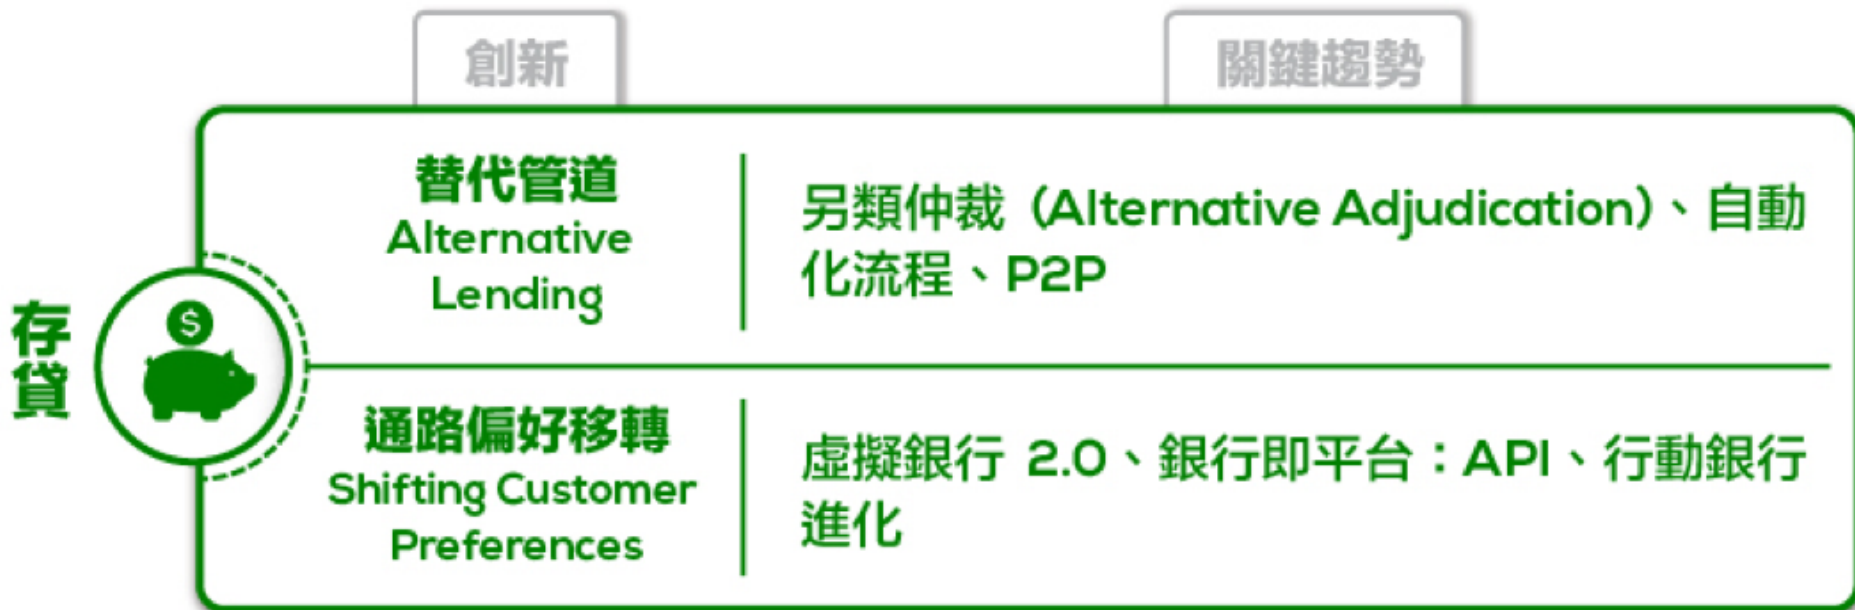 創新
關鍵趨勢
存貸
替代管道
Alternative
Lending
另類仲裁 (Alternative Adjudication)、自動
化流程、P2P
通路偏好移轉
Shifting Customer
Preferences
虛擬銀行 2.0、銀行即平台：API、行動銀行
進化